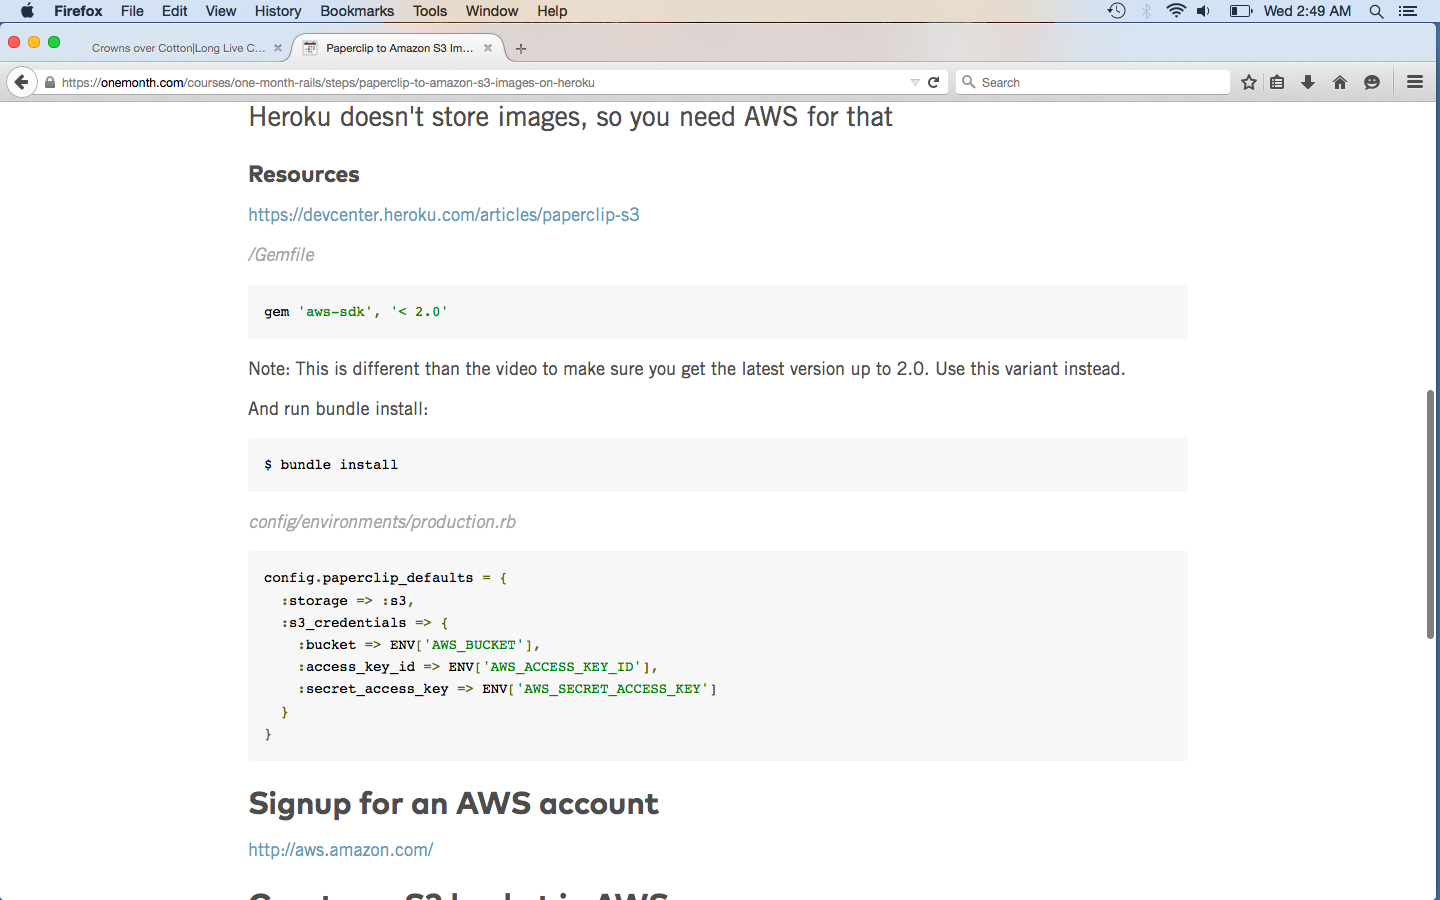 Firefox File Edit View History Bookmarks Tools Window Help Wed 2:49 AM
Crowns over Cotton|Long Live C... Paperclip to Amazon S3 Im...
https://onemonth.com/courses/one-month-rails/steps/paperclip-to-amazon-s3-images-on-heroku Search
Heroku doesn't store images, so you need AWS for that
Resources
https://devcenter.heroku.com/articles/paperclip-s3
/Gemfile
gem 'aws-sdk', '< 2.0'
Note: This is different than the video to make sure you get the latest version up to 2.0. Use this variant instead.
And run bundle install:
$ bundle install
config/environments/production.rb
config.paperclip_defaults = {
:storage => :s3,
:s3_credentials => {
:bucket => ENV['AWS_BUCKET'],
:access_key_id => ENV['AWS_ACCESS_KEY_ID'],
:secret_access_key => ENV['AWS_SECRET_ACCESS_KEY']
}
}
Signup for an AWS account
http://aws.amazon.com/